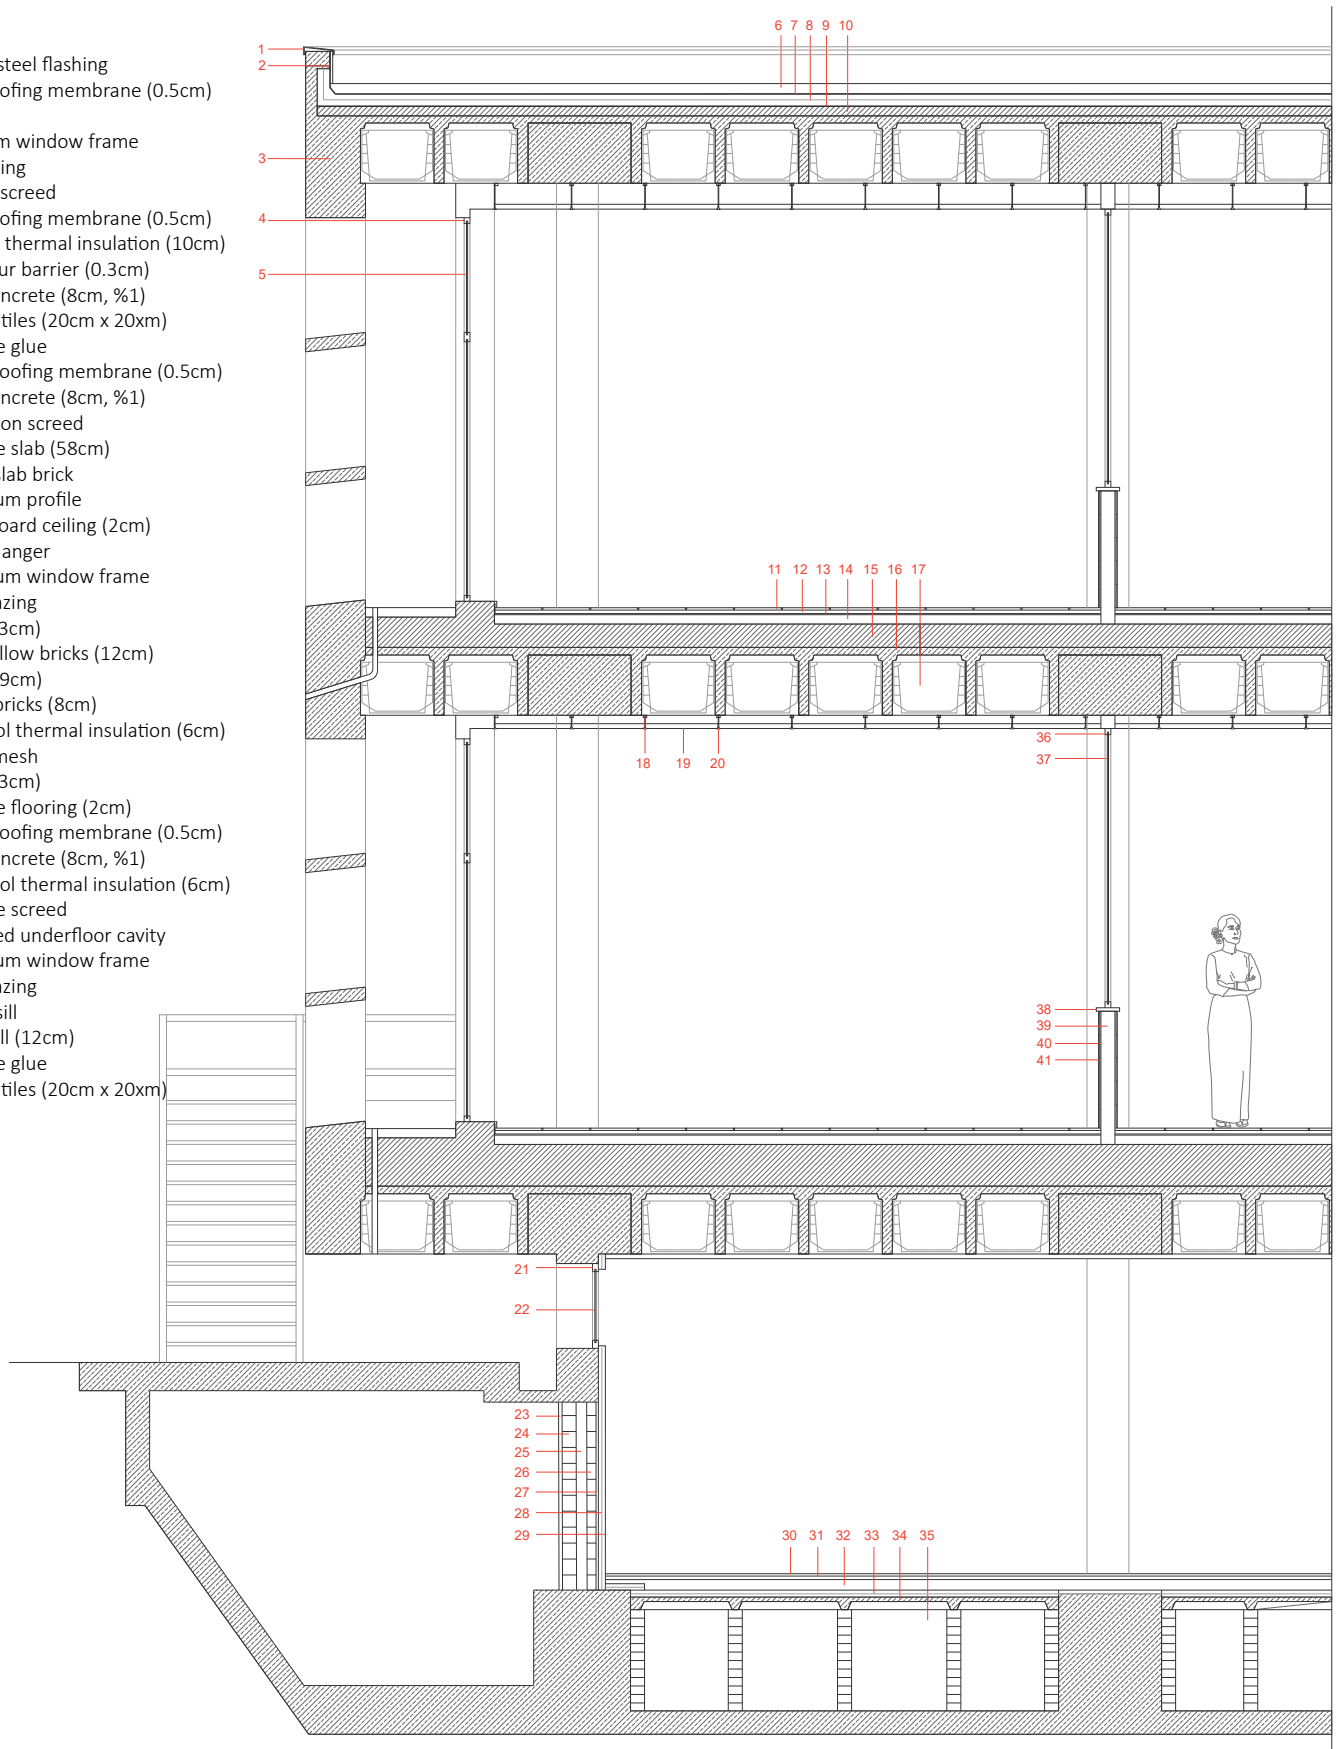 1
6 7 8 9 10
steel flashing
2
ofing membrane (0.5cm)
m window frame
3
ing
screed
4
ofing membrane (0.5cm)
thermal insulation (10cm)
5
ur barrier (0.3cm)
ncrete (8cm, %1)
tiles (20cm x 20xm)
e glue
oofing membrane (0.5cm)
ncrete (8cm, %1)
on screed
e slab (58cm)
slab brick
um profile
oard ceiling (2cm)
anger
um window frame
zing
3cm)
llow bricks (12cm)
9cm)
bricks (8cm)
ol thermal insulation (6cm)
mesh
3cm)
e flooring (2cm)
oofing membrane (0.5cm)
ncrete (8cm, %1)
ol thermal insulation (6cm)
e screed
ed underfloor cavity
um window frame
zing
sill
ll (12cm)
e glue
tiles (20cm x 20xm)
11 12 13 14 15 16 17
18 19 20
36
37
38
39
40
41
21
22
23
24
25
26
27
28
29
30 31 32 33 34 35